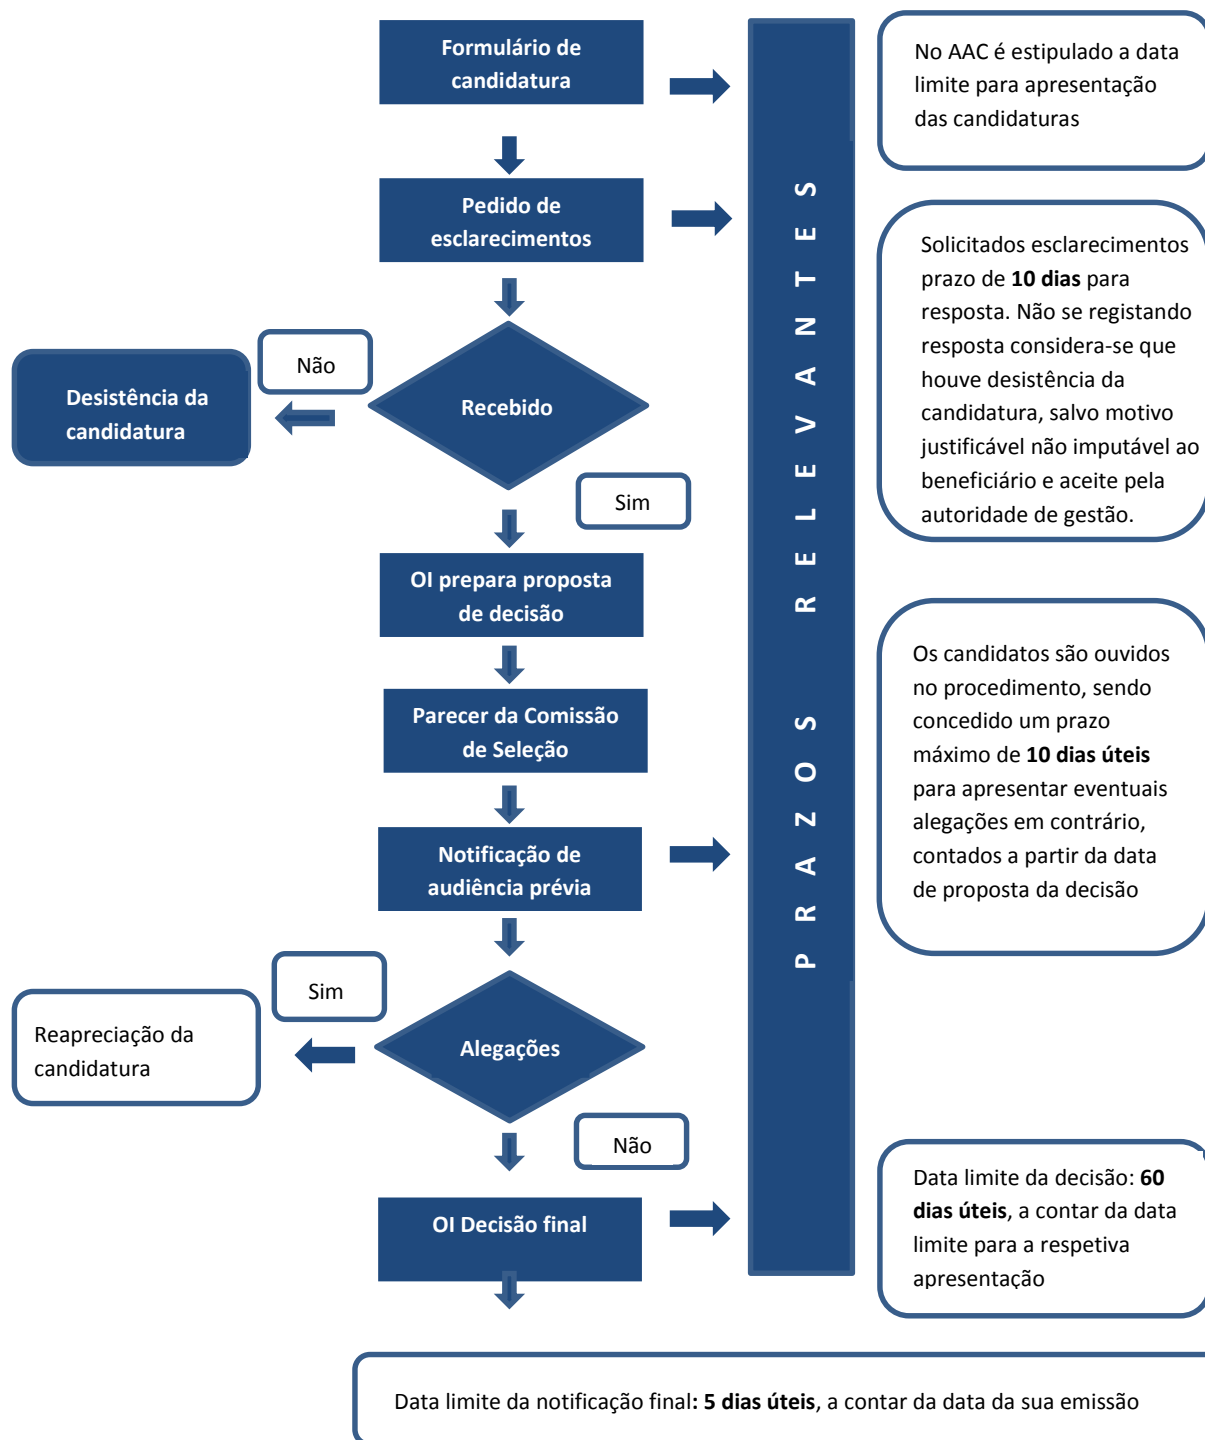 Formulário de
candidatura
No AAC é estipulado a data
limite para apresentação
das candidaturas
Pedido de
esclarecimentos
Solicitados esclarecimentos
prazo de 10 dias para
resposta. Não se registando
resposta considera-se que
houve desistência da
candidatura, salvo motivo
justificável não imputável ao
beneficiário e aceite pela
autoridade de gestão.
Não
Desistência da
candidatura
Recebido
Sim
OI prepara proposta
de decisão
Parecer da Comissão
de Seleção
Os candidatos são ouvidos
no procedimento, sendo
concedido um prazo
máximo de 10 dias úteis
para apresentar eventuais
alegações em contrário,
contados a partir da data
de proposta da decisão
Notificação de
audiência prévia
PRAZOS RELEVANTES
Sim
Reapreciação da
candidatura
Alegações
Não
OI Decisão final
Data limite da decisão: 60
dias úteis, a contar da data
limite para a respetiva
apresentação
Data limite da notificação final: 5 dias úteis, a contar da data da sua emissão